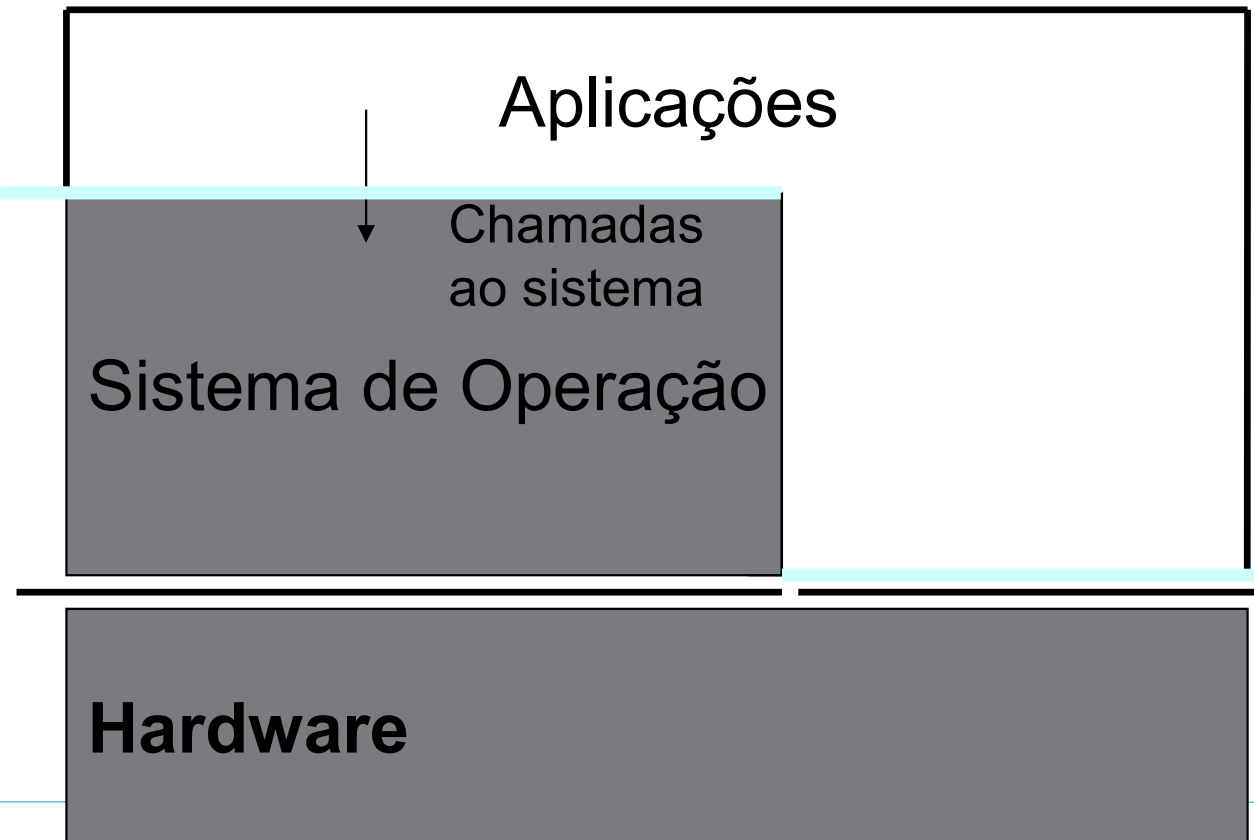 Aplicações
Chamadas
ao sistema
Sistema de Operação
Hardware